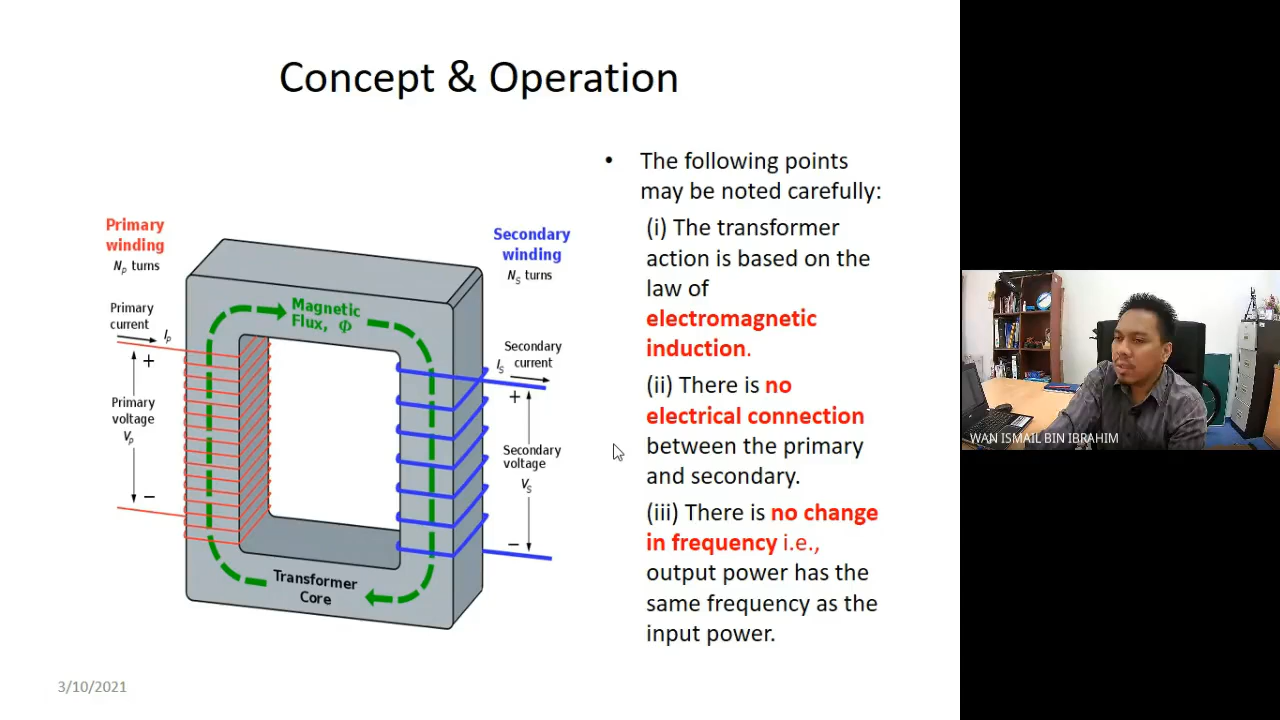 Concept & Operation
Primary
winding
Np turns
Primary
current
Ip
+
Primary
voltage
Vp
−
Magnetic
Flux, Φ
Transformer
Core
Secondary
winding
NS turns
Secondary
current
IS
+
Secondary
voltage
VS
−
• The following points
may be noted carefully:
(i) The transformer
action is based on the
law of
electromagnetic
induction.
(ii) There is no
electrical connection
between the primary
and secondary.
(iii) There is no change
in frequency i.e.,
output power has the
same frequency as the
input power.
3/10/2021
WAN ISMAIL BIN IBRAHIM